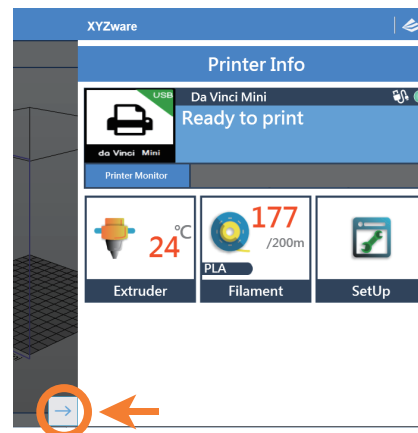 XYZware
Printer Info
USB
Da Vinci Mini
Ready to print
da Vinci Mini
Printer Monitor
24°C
177
/200m
PLA
Extruder
Filament
SetUp